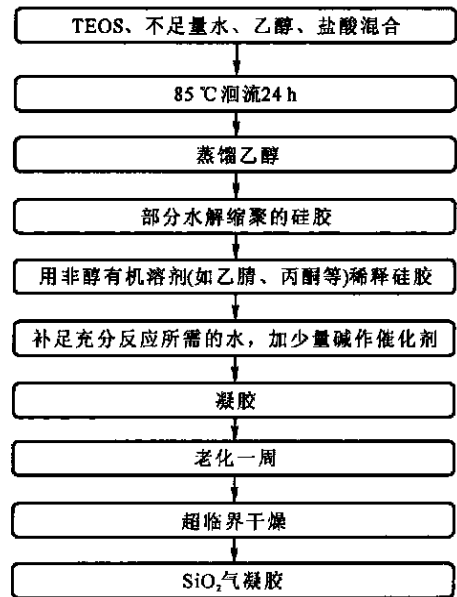 TEOS、不足量水、乙醇、盐酸混合
85 ℃洄流24 h
蒸馏乙醇
部分水解缩聚的硅胶
用非醇有机溶剂(如乙腈、丙酮等)稀释硅胶
补足充分反应所需的水，加少量碱作催化剂
凝胶
老化一周
超临界干燥
SiO₂气凝胶